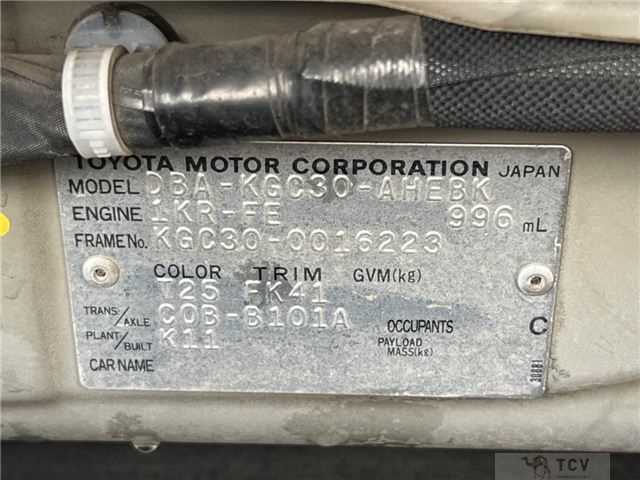 TOYOTA MOTOR CORPORATION JAPAN
MODEL DBA-KGC30-AHEBK
ENGINE 1KR-FE 996 mL
FRAME No. KGC30-0016223
COLOR TRIM GVM(kg)
T25 FK41
TRANS/AXLE C0B-B101A OCCUPANTS C
PLANT/BUILT K11 PAYLOAD MASS(kg)
CAR NAME
30881
TCV